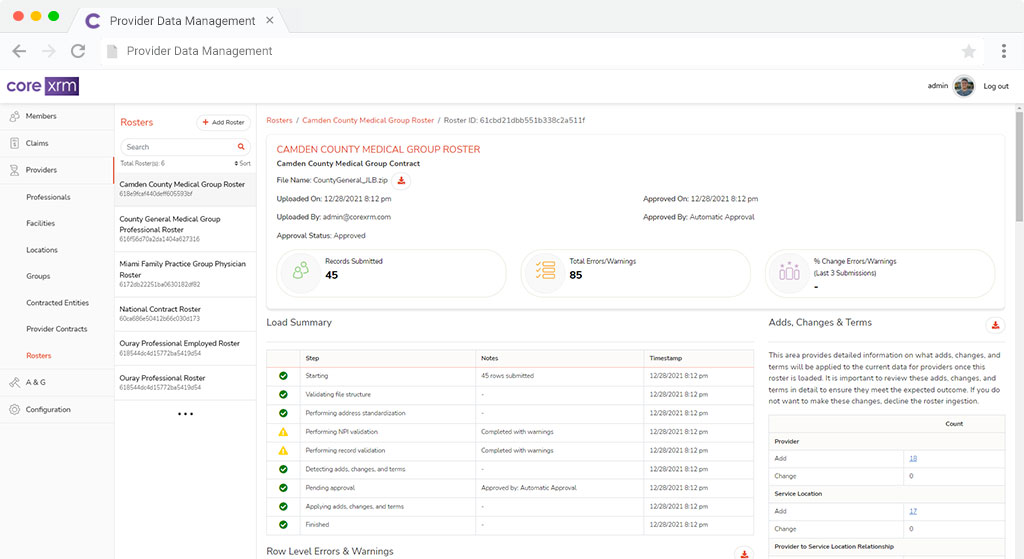 Provider Data Management
Provider Data Management
core xrm
admin
Log out
Members
Claims
Providers
Professionals
Facilities
Locations
Groups
Contracted Entities
Provider Contracts
Rosters
A & G
Configuration
Rosters
+ Add Roster
Search
Total Roster(s): 6
Sort
Camden County Medical Group Roster
618e9fcaf440deff605593bf
County General Medical Group
Professional Roster
616f56d70a2da1404a627316
Miami Family Practice Group Physician
Roster
6172db22251ba0630182df82
National Contract Roster
60ca686e50412b66c030d173
Ouray Professional Employed Roster
618544dc4d15772ba5419d54
Ouray Professional Roster
618544dc4d15772ba5419d54
Rosters / Camden County Medical Group Roster / Roster ID: 61cbd21dbb551b338c2a511f
CAMDEN COUNTY MEDICAL GROUP ROSTER
Camden County Medical Group Contract
File Name: CountyGeneral_JLB.zip
Uploaded On: 12/28/2021 8:12 pm
Approved On: 12/28/2021 8:12 pm
Uploaded By: admin@corexrm.com
Approved By: Automatic Approval
Approval Status: Approved
Records Submitted
45
Total Errors/Warnings
85
% Change Errors/Warnings
(Last 3 Submissions)
-
Load Summary
Step Notes Timestamp
Starting 45 rows submitted 12/28/2021 8:12 pm
Validating file structure - 12/28/2021 8:12 pm
Performing address standardization - 12/28/2021 8:12 pm
Performing NPI validation Completed with warnings 12/28/2021 8:12 pm
Performing record validation Completed with warnings 12/28/2021 8:12 pm
Detecting adds, changes, and terms - 12/28/2021 8:12 pm
Pending approval Approved by: Automatic Approval 12/28/2021 8:12 pm
Applying adds, changes, and terms - 12/28/2021 8:12 pm
Finished - 12/28/2021 8:12 pm
Row Level Errors & Warnings
Adds, Changes & Terms
This area provides detailed information on what adds, changes, and
terms will be applied to the current data for providers once this
roster is loaded. It is important to review these adds, changes, and
terms in detail to ensure they meet the expected outcome. If you do
not want to make these changes, decline the roster ingestion.
Count
Provider
Add 19
Change 0
Service Location
Add 17
Change 0
Provider to Service Location Relationship